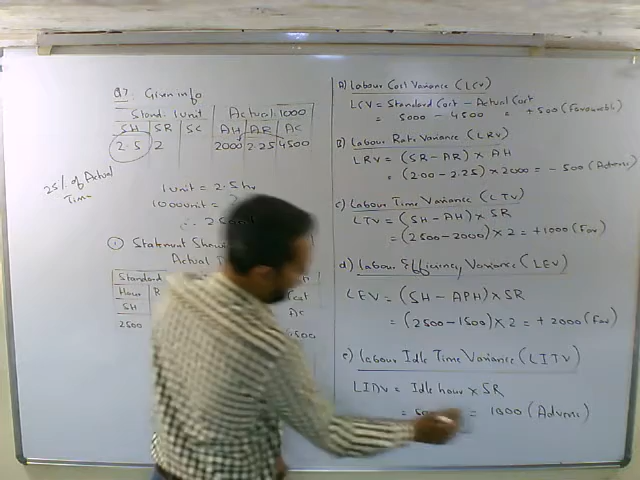 Q7. Given info
Stand: 1 Unit Actual 1000
SH SR SC AH AR AC
2.5 2 2000 2.25 4500
25% of Actual
Time
1 unit = 2.5 hr
1000 unit =
∴ 2500
① Statement Show
Actual
Standard
Hour R Cost
SH AC
2500 4500
A) Labour Cost Variance (LCV)
LCV = Standard Cost - Actual Cost
= 5000 - 4500 = +500 (Favourable)
B) Labour Rate Variance (LRV)
LRV = (SR - AR) × AH
= (200 - 2.25) × 2000 = - 500 (Adverse)
c) Labour Time Variance (LTV)
LTV = (SH - AH) × SR
= (2500 - 2000) × 2 = +1000 (Fav)
d) Labour Efficiency Variance (LEV)
LEV = (SH - APH) × SR
= (2500 - 1500) × 2 = + 2000 (Fav)
e) Labour Idle Time Variance (LITV)
LIDV = Idle hour × SR
= = 1000 (Adverse)